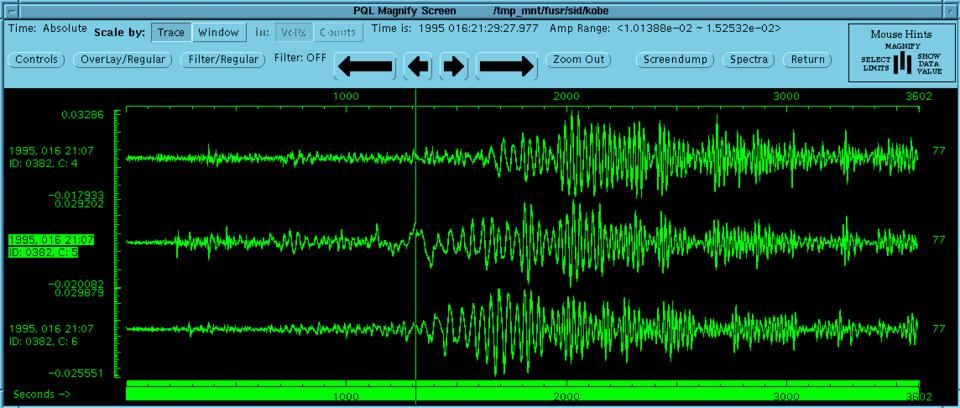 PQL Magnify Screen /tmp_mnt/fusr/sid/kobe
Time: Absolute Scale by: Trace Window In: Volts Counts Time is: 1995 016:21:29:27.977 Amp Range: <1.01388e-02 ~ 1.52532e-02>
Mouse Hints
MAGNIFY
SELECT LIMITS
SHOW DATA VALUE
Controls OverLay/Regular Filter/Regular Filter: OFF Zoom Out Screendump Spectra Return
1000 2000 3000 3602
0.03286
1995, 016 21:07
ID: 0382, C: 4
77
-0.017933
0.029202
1995, 016 21:07
ID: 0382, C: 5
77
-0.020082
0.029879
1995, 016 21:07
ID: 0382, C: 6
77
-0.025551
Seconds -> 1000 2000 3000 3602